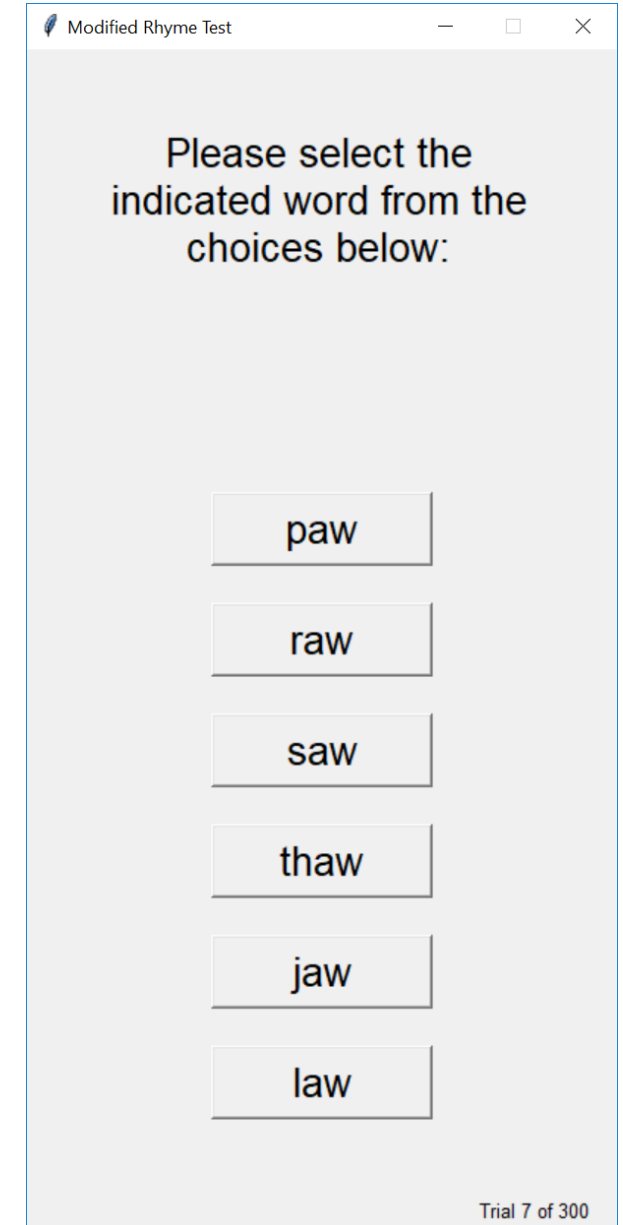 Modified Rhyme Test
Please select the
indicated word from the
choices below:
paw
raw
saw
thaw
jaw
law
Trial 7 of 300